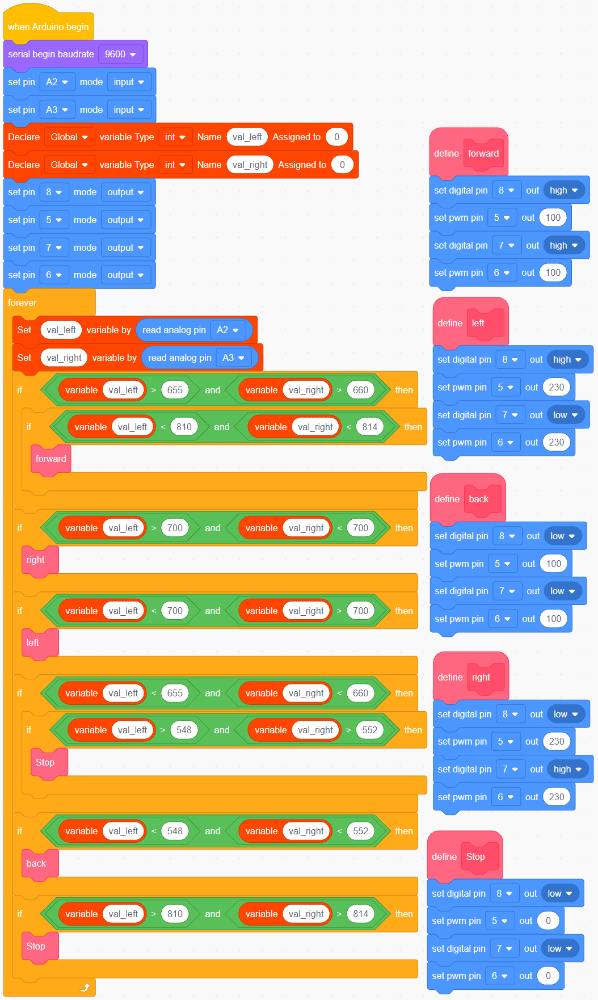 when Arduino begin
serial begin baudrate 9600
set pin A2 mode input
set pin A3 mode input
Declare Global variable Type int Name val_left Assigned to 0
Declare Global variable Type int Name val_right Assigned to 0
set pin 8 mode output
set pin 5 mode output
set pin 7 mode output
set pin 6 mode output
forever
Set val_left variable by read analog pin A2
Set val_right variable by read analog pin A3
if variable val_left > 655 and variable val_right > 660 then
if variable val_left < 810 and variable val_right < 814 then
forward
if variable val_left > 700 and variable val_right < 700 then
right
if variable val_left < 700 and variable val_right > 700 then
left
if variable val_left < 655 and variable val_right < 660 then
if variable val_left > 548 and variable val_right > 552 then
Stop
if variable val_left < 548 and variable val_right < 552 then
back
if variable val_left > 810 and variable val_right > 814 then
Stop
define forward
set digital pin 8 out high
set pwm pin 5 out 100
set digital pin 7 out high
set pwm pin 6 out 100
define left
set digital pin 8 out high
set pwm pin 5 out 230
set digital pin 7 out low
set pwm pin 6 out 230
define back
set digital pin 8 out low
set pwm pin 5 out 100
set digital pin 7 out low
set pwm pin 6 out 100
define right
set digital pin 8 out low
set pwm pin 5 out 230
set digital pin 7 out high
set pwm pin 6 out 230
define Stop
set digital pin 8 out low
set pwm pin 5 out 0
set digital pin 7 out low
set pwm pin 6 out 0